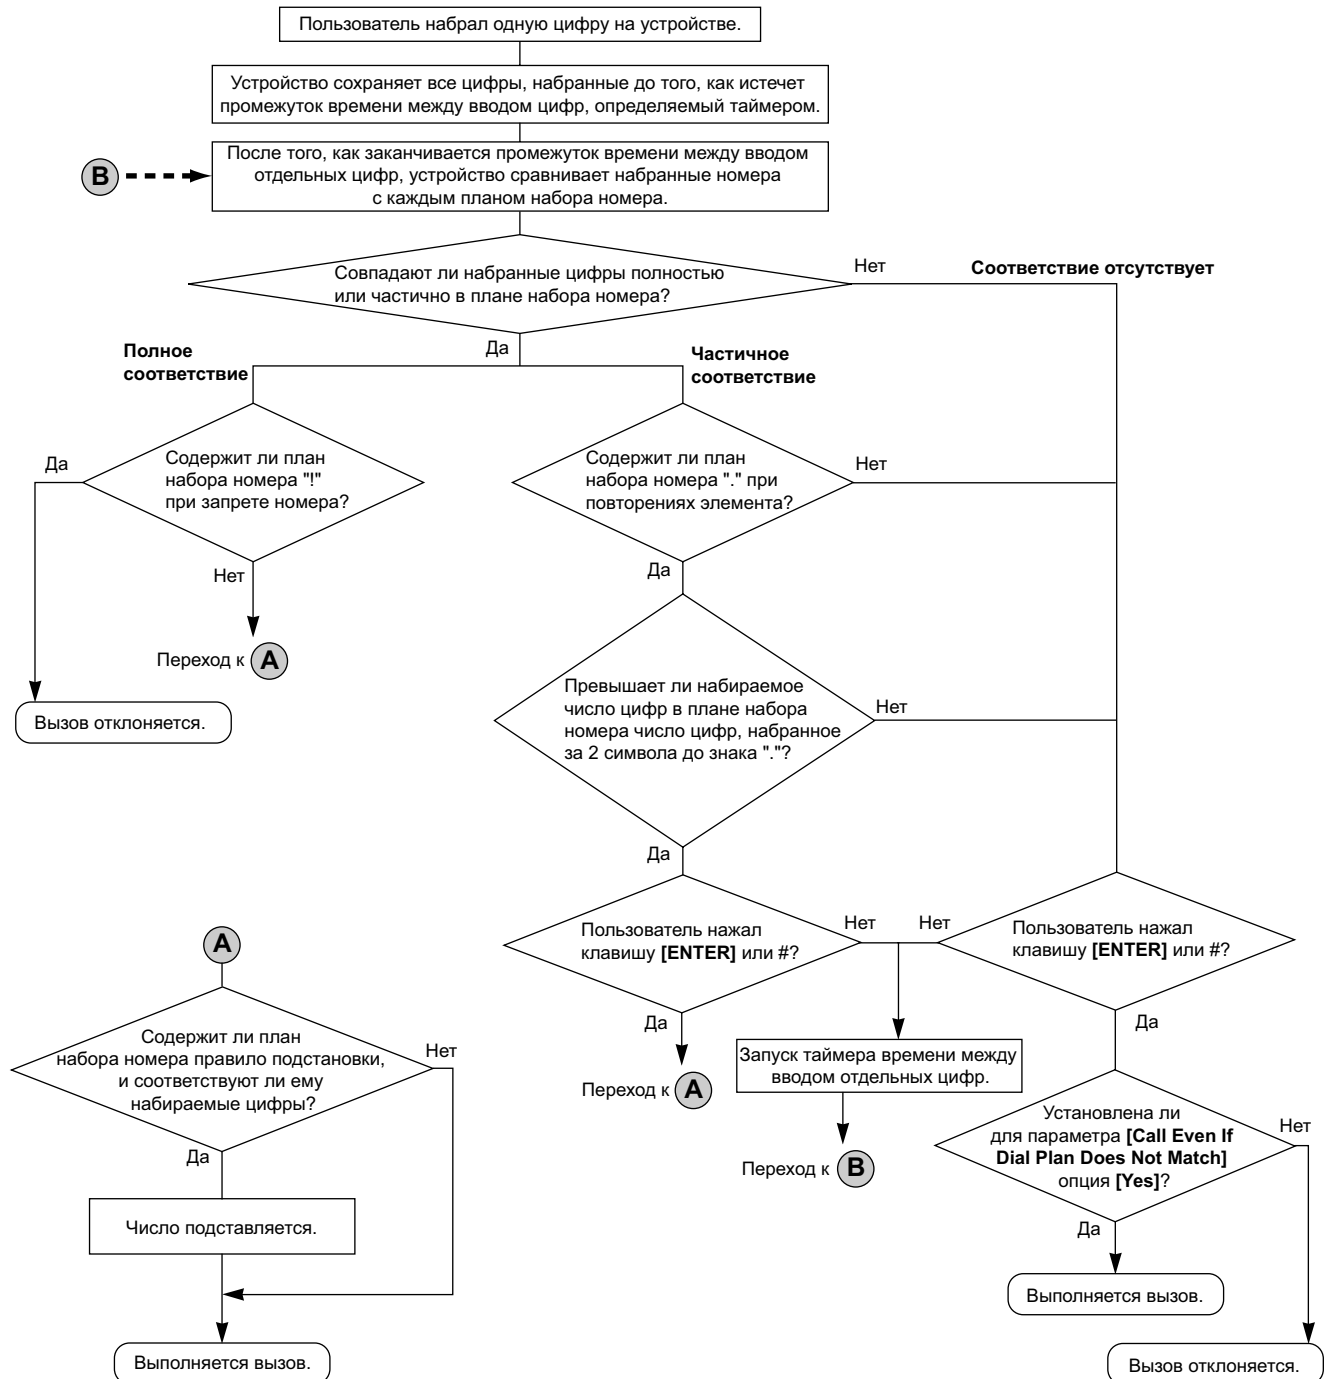 Пользователь набрал одную цифру на устройстве.
Устройство сохраняет все цифры, набранные до того, как истечет
промежуток времени между вводом цифр, определяемый таймером.
B
После того, как заканчивается промежуток времени между вводом
отдельных цифр, устройство сравнивает набранные номера
с каждым планом набора номера.
Совпадают ли набранные цифры полностью
или частично в плане набора номера?
Нет
Соответствие отсутствует
Да
Полное
соответствие
Частичное
соответствие
Да
Содержит ли план
набора номера "!"
при запрете номера?
Нет
Переход к A
Вызов отклоняется.
Содержит ли план
набора номера "." при
повторениях элемента?
Нет
Да
Превышает ли набираемое
число цифр в плане набора
номера число цифр, набранное
за 2 символа до знака "."?
Нет
Да
Пользователь нажал
клавишу [ENTER] или #?
Нет
Нет
Пользователь нажал
клавишу [ENTER] или #?
Да
Переход к A
Запуск таймера времени между
вводом отдельных цифр.
Переход к B
Да
Установлена ли
для параметра [Call Even If
Dial Plan Does Not Match]
опция [Yes]?
Нет
Да
Выполняется вызов.
Вызов отклоняется.
A
Содержит ли план
набора номера правило подстановки,
и соответствуют ли ему
набираемые цифры?
Нет
Да
Число подставляется.
Выполняется вызов.